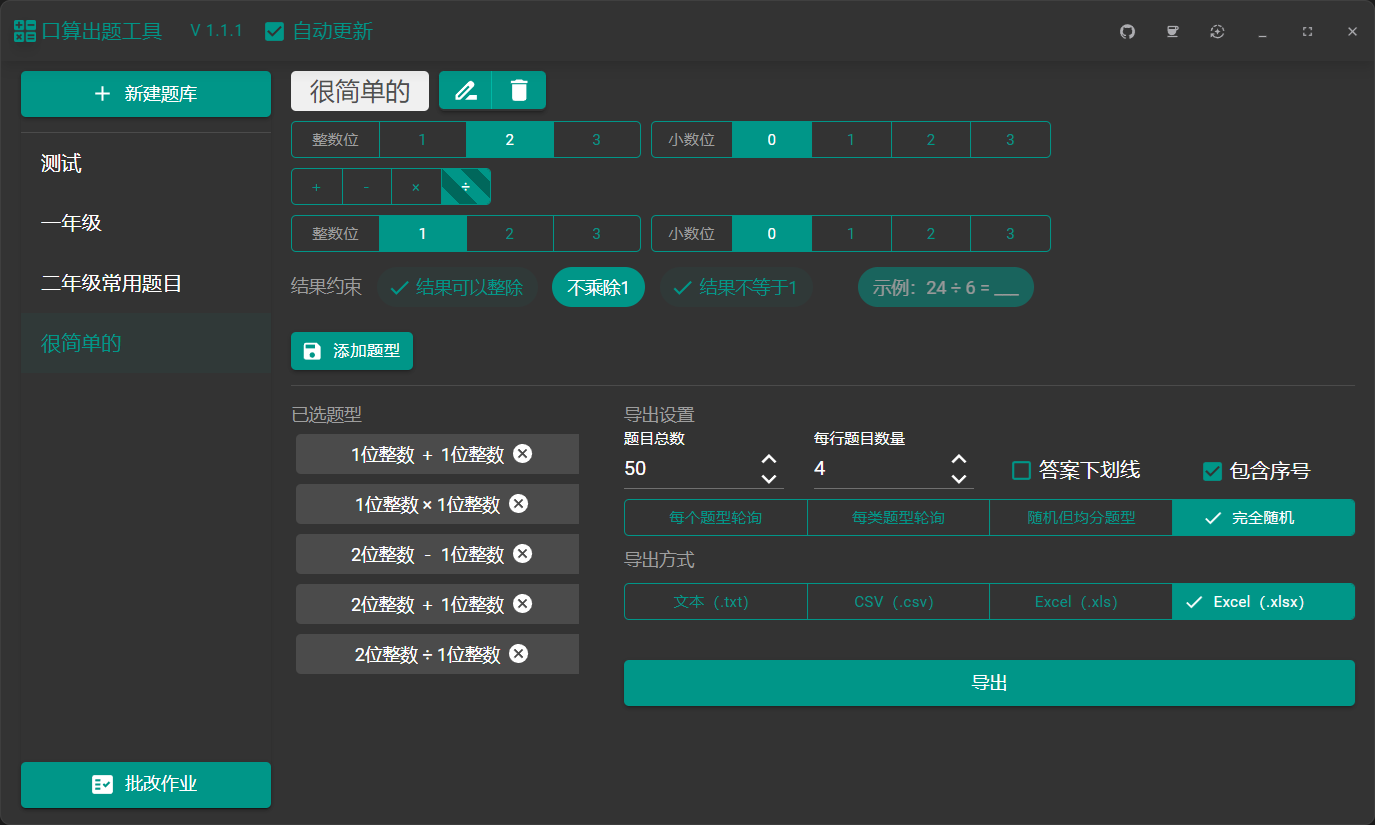 口算出题工具 V 1.1.1 自动更新
新建题库
测试
一年级
二年级常用题目
很简单的
批改作业
很简单的
整数位 1 2 3 小数位 0 1 2 3
+ - × ÷
整数位 1 2 3 小数位 0 1 2 3
结果约束 结果可以整除 不乘除1 结果不等于1 示例：24 ÷ 6 = ___
添加题型
已选题型
1位整数 + 1位整数
1位整数 × 1位整数
2位整数 - 1位整数
2位整数 + 1位整数
2位整数 ÷ 1位整数
导出设置
题目总数 每行题目数量
50 4 答案下划线 包含序号
每个题型轮询 每类题型轮询 随机但均分题型 完全随机
导出方式
文本（.txt） CSV（.csv） Excel（.xls） Excel（.xlsx）
导出